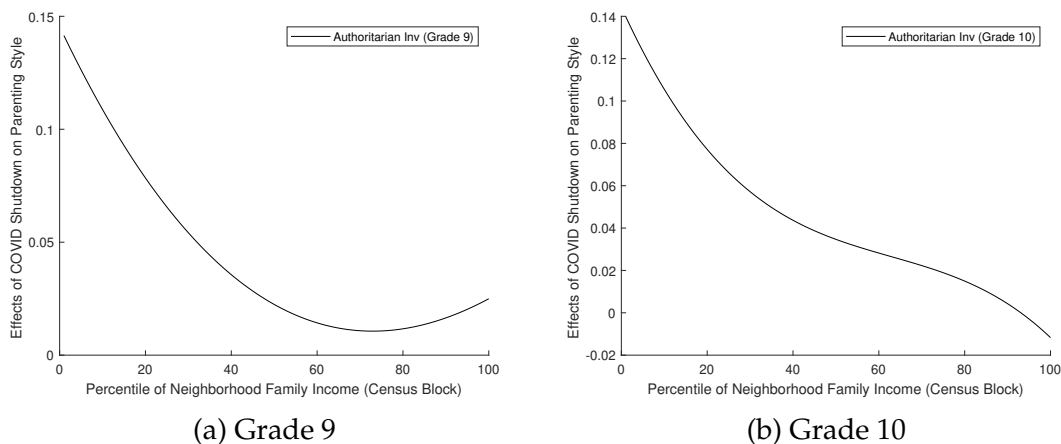 0.15
0.1
0.05
0
Effects of COVID Shutdown on Parenting Style
Authoritarian Inv (Grade 9)
0 20 40 60 80 100
Percentile of Neighborhood Family Income (Census Block)
(a) Grade 9
0.14
0.12
0.1
0.08
0.06
0.04
0.02
0
-0.02
Effects of COVID Shutdown on Parenting Style
Authoritarian Inv (Grade 10)
0 20 40 60 80 100
Percentile of Neighborhood Family Income (Census Block)
(b) Grade 10